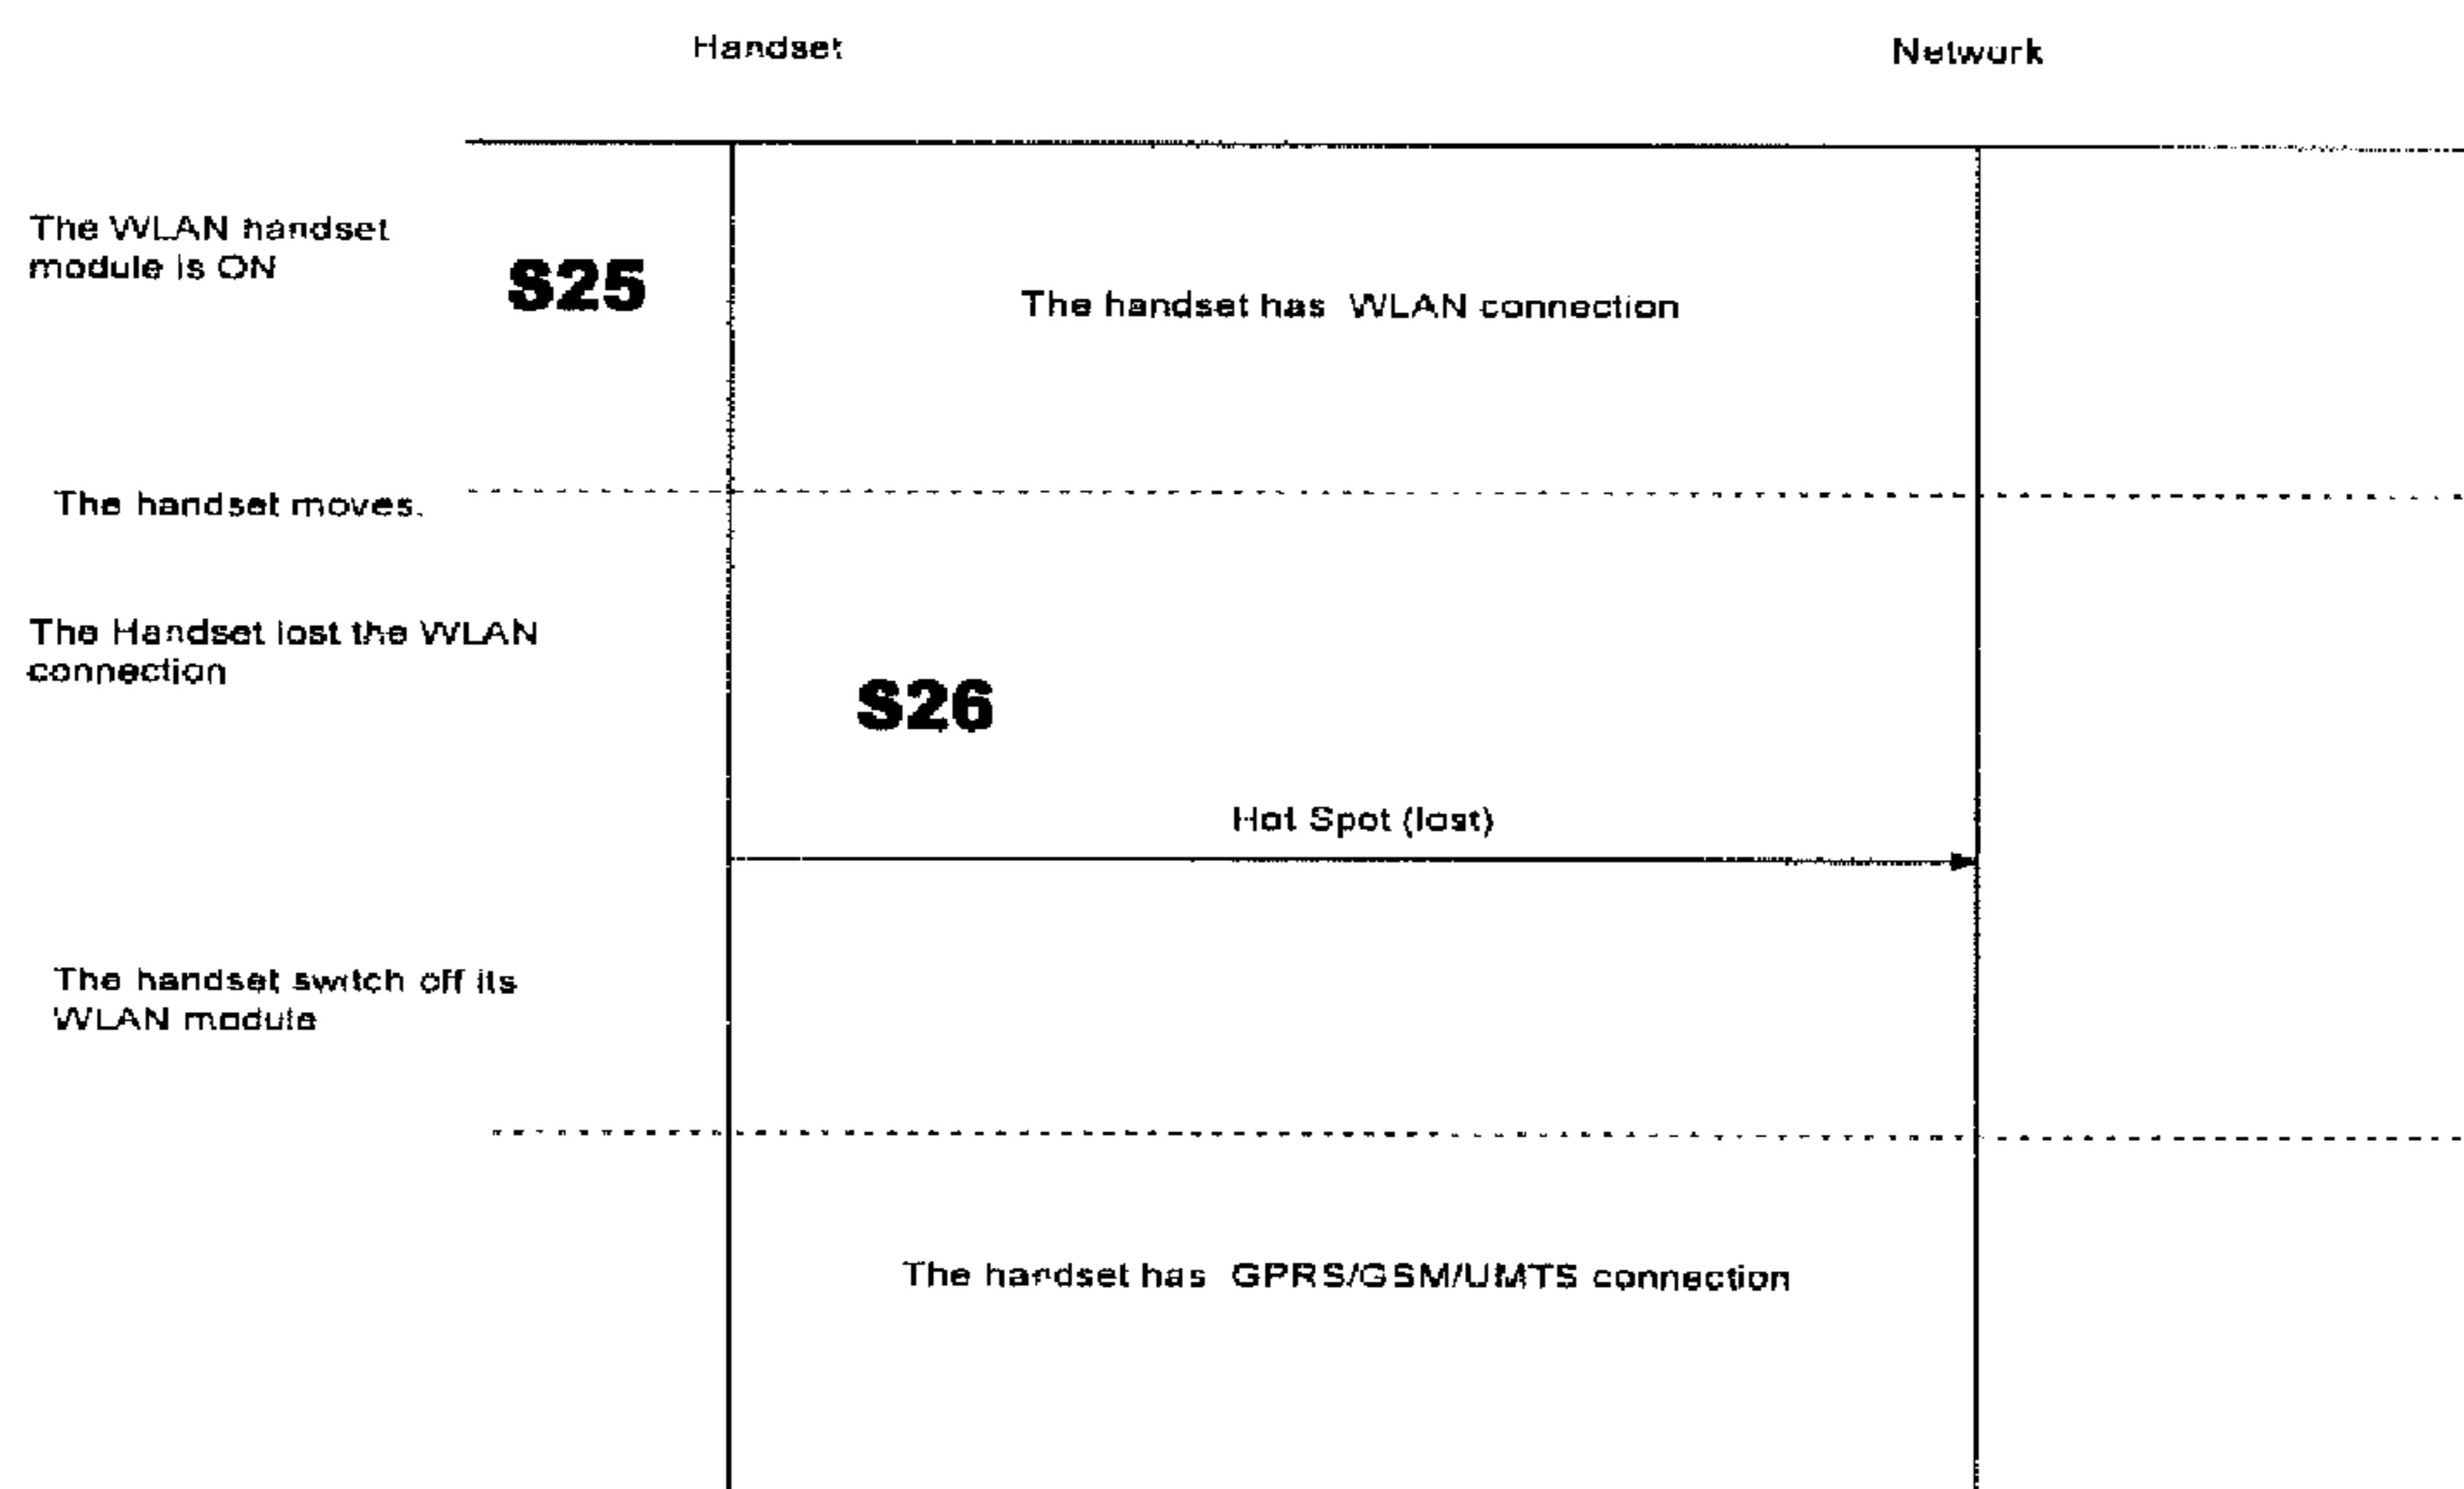 Handset
Network
The WLAN handset
module is ON
S25
The handset has WLAN connection
The handset moves.
The Handset lost the WLAN
connection
S26
Hot Spot (lost)
The handset switch off its
WLAN module
The handset has GPRS/GSM/UMTS connection